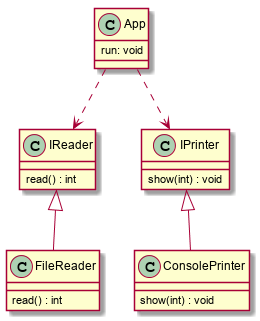 C App
run: void
C IReader
C IPrinter
read() : int
show(int) : void
C FileReader
C ConsolePrinter
read() : int
show(int) : void